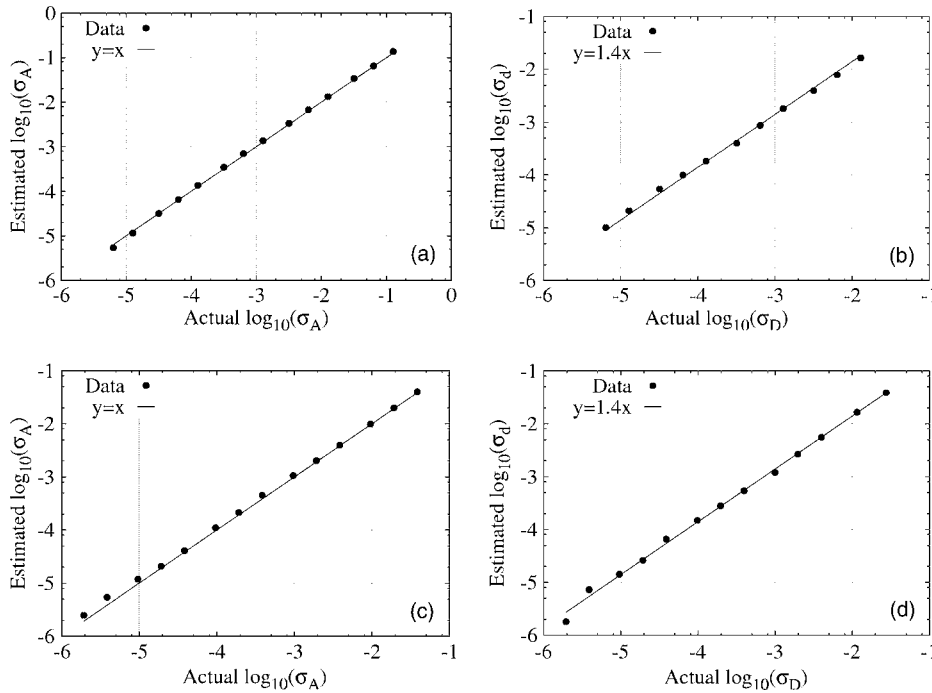 0
-1
-2
-3
-4
-5
-6
Estimated log10(σA)
Data
y=x
(a)
-6 -5 -4 -3 -2 -1 0
Actual log10(σA)
-1
-2
-3
-4
-5
-6
Estimated log10(σd)
Data
y=1.4x
(b)
-6 -5 -4 -3 -2 -1
Actual log10(σD)
-1
-2
-3
-4
-5
-6
Estimated log10(σA)
Data
y=x
(c)
-6 -5 -4 -3 -2 -1
Actual log10(σA)
-1
-2
-3
-4
-5
-6
Estimated log10(σd)
Data
y=1.4x
(d)
-6 -5 -4 -3 -2 -1
Actual log10(σD)